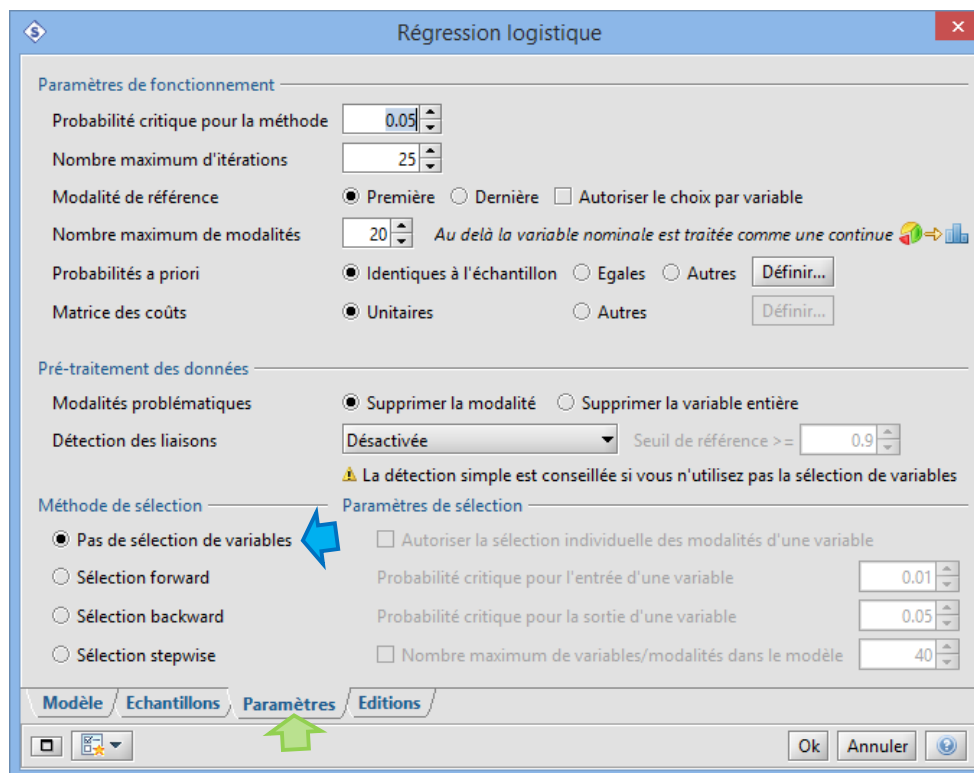 Régression logistique
Paramètres de fonctionnement
Probabilité critique pour la méthode 0.05
Nombre maximum d'itérations 25
Modalité de référence Première Dernière Autoriser le choix par variable
Nombre maximum de modalités 20 Au delà la variable nominale est traitée comme une continue
Probabilités a priori Identiques à l'échantillon Egales Autres Définir...
Matrice des coûts Unitaires Autres Définir...
Pré-traitement des données
Modalités problématiques Supprimer la modalité Supprimer la variable entière
Détection des liaisons Désactivée Seuil de référence >= 0.9
La détection simple est conseillée si vous n'utilisez pas la sélection de variables
Méthode de sélection Paramètres de sélection
Pas de sélection de variables Autoriser la sélection individuelle des modalités d'une variable
Sélection forward Probabilité critique pour l'entrée d'une variable 0.01
Sélection backward Probabilité critique pour la sortie d'une variable 0.05
Sélection stepwise Nombre maximum de variables/modalités dans le modèle 40
Modèle Echantillons Paramètres Editions
Ok Annuler